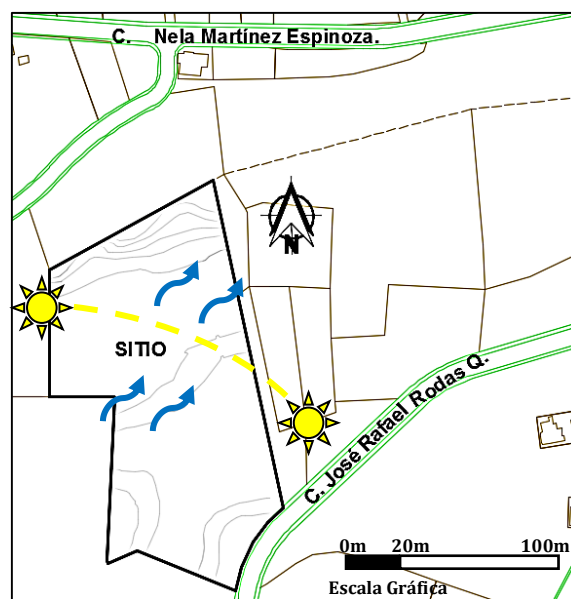 C. Nela Martínez Espinoza.
N
SITIO
C. José Rafael Rodas Q.
0m 20m 100m
Escala Gráfica